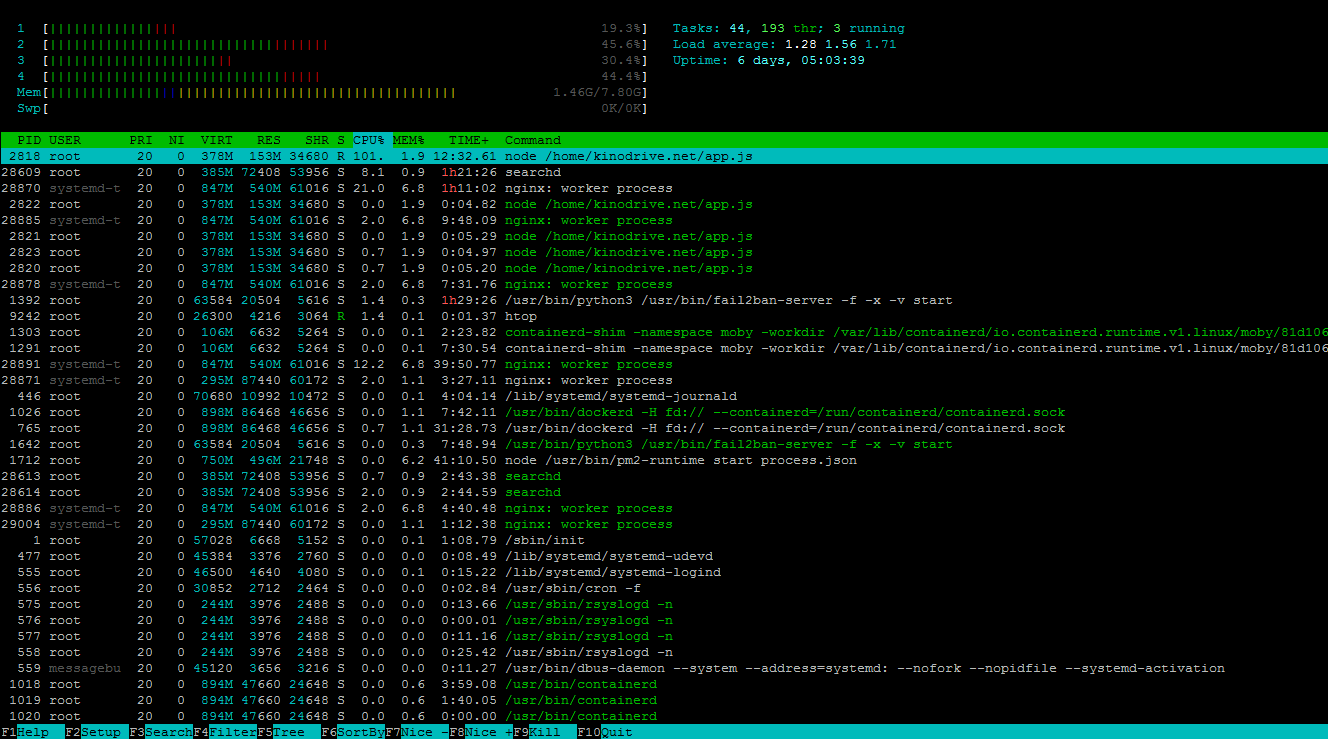 1 [|||||||||||||||| 19.3%] Tasks: 44, 193 thr; 3 running
2 [||||||||||||||||||||||||||||||||||| 45.6%] Load average: 1.28 1.56 1.71
3 [||||||||||||||||||||||| 30.4%] Uptime: 6 days, 05:03:39
4 [|||||||||||||||||||||||||||||||||| 44.4%]
Mem[||||||||||||||||||||||||||||||||||||||||||||||||||| 1.46G/7.80G]
Swp[ 0K/0K]
PID USER PRI NI VIRT RES SHR S CPU% MEM% TIME+ Command
2818 root 20 0 378M 153M 34680 R 101. 1.9 12:32.61 node /home/kinodrive.net/app.js
28609 root 20 0 385M 72408 53956 S 8.1 0.9 1h21:26 searchd
28870 systemd-t 20 0 847M 540M 61016 S 21.0 6.8 1h11:02 nginx: worker process
2822 root 20 0 378M 153M 34680 S 0.0 1.9 0:04.82 node /home/kinodrive.net/app.js
28885 systemd-t 20 0 847M 540M 61016 S 2.0 6.8 9:48.09 nginx: worker process
2821 root 20 0 378M 153M 34680 S 0.0 1.9 0:05.29 node /home/kinodrive.net/app.js
2823 root 20 0 378M 153M 34680 S 0.7 1.9 0:04.97 node /home/kinodrive.net/app.js
2820 root 20 0 378M 153M 34680 S 0.7 1.9 0:05.20 node /home/kinodrive.net/app.js
28878 systemd-t 20 0 847M 540M 61016 S 2.0 6.8 7:31.76 nginx: worker process
1392 root 20 0 63584 20504 5616 S 1.4 0.3 1h29:26 /usr/bin/python3 /usr/bin/fail2ban-server -f -x -v start
9242 root 20 0 26300 4216 3064 R 1.4 0.1 0:01.37 htop
1303 root 20 0 106M 6632 5264 S 0.0 0.1 2:23.82 containerd-shim -namespace moby -workdir /var/lib/containerd/io.containerd.runtime.v1.linux/moby/81d106
1291 root 20 0 106M 6632 5264 S 0.0 0.1 7:30.54 containerd-shim -namespace moby -workdir /var/lib/containerd/io.containerd.runtime.v1.linux/moby/81d106
28891 systemd-t 20 0 847M 540M 61016 S 12.2 6.8 39:50.77 nginx: worker process
28871 systemd-t 20 0 295M 87440 60172 S 2.0 1.1 3:27.11 nginx: worker process
446 root 20 0 70680 10992 10472 S 0.0 0.1 4:04.14 /lib/systemd/systemd-journald
1026 root 20 0 898M 86468 46656 S 0.0 1.1 7:42.11 /usr/bin/dockerd -H fd:// --containerd=/run/containerd/containerd.sock
765 root 20 0 898M 86468 46656 S 0.7 1.1 31:28.73 /usr/bin/dockerd -H fd:// --containerd=/run/containerd/containerd.sock
1642 root 20 0 63584 20504 5616 S 0.0 0.3 7:48.94 /usr/bin/python3 /usr/bin/fail2ban-server -f -x -v start
1712 root 20 0 750M 496M 21748 S 0.0 6.2 41:10.50 node /usr/bin/pm2-runtime start process.json
28613 root 20 0 385M 72408 53956 S 0.7 0.9 2:43.38 searchd
28614 root 20 0 385M 72408 53956 S 2.0 0.9 2:44.59 searchd
28886 systemd-t 20 0 847M 540M 61016 S 2.0 6.8 4:40.48 nginx: worker process
29004 systemd-t 20 0 295M 87440 60172 S 0.0 1.1 1:12.38 nginx: worker process
1 root 20 0 57028 6668 5152 S 0.0 0.1 1:08.79 /sbin/init
477 root 20 0 45384 3376 2760 S 0.0 0.0 0:08.49 /lib/systemd/systemd-udevd
555 root 20 0 46500 4640 4080 S 0.0 0.1 0:15.22 /lib/systemd/systemd-logind
556 root 20 0 30852 2712 2464 S 0.0 0.0 0:02.84 /usr/sbin/cron -f
575 root 20 0 244M 3976 2488 S 0.0 0.0 0:13.66 /usr/sbin/rsyslogd -n
576 root 20 0 244M 3976 2488 S 0.0 0.0 0:00.01 /usr/sbin/rsyslogd -n
577 root 20 0 244M 3976 2488 S 0.0 0.0 0:11.16 /usr/sbin/rsyslogd -n
558 root 20 0 244M 3976 2488 S 0.0 0.0 0:25.42 /usr/sbin/rsyslogd -n
559 messagebu 20 0 45120 3656 3216 S 0.0 0.0 0:11.27 /usr/bin/dbus-daemon --system --address=systemd: --nofork --nopidfile --systemd-activation
1018 root 20 0 894M 47660 24648 S 0.0 0.6 3:59.08 /usr/bin/containerd
1019 root 20 0 894M 47660 24648 S 0.0 0.6 1:40.05 /usr/bin/containerd
1020 root 20 0 894M 47660 24648 S 0.0 0.6 0:00.00 /usr/bin/containerd
F1Help F2Setup F3SearchF4FilterF5Tree F6SortByF7Nice -F8Nice +F9Kill F10Quit